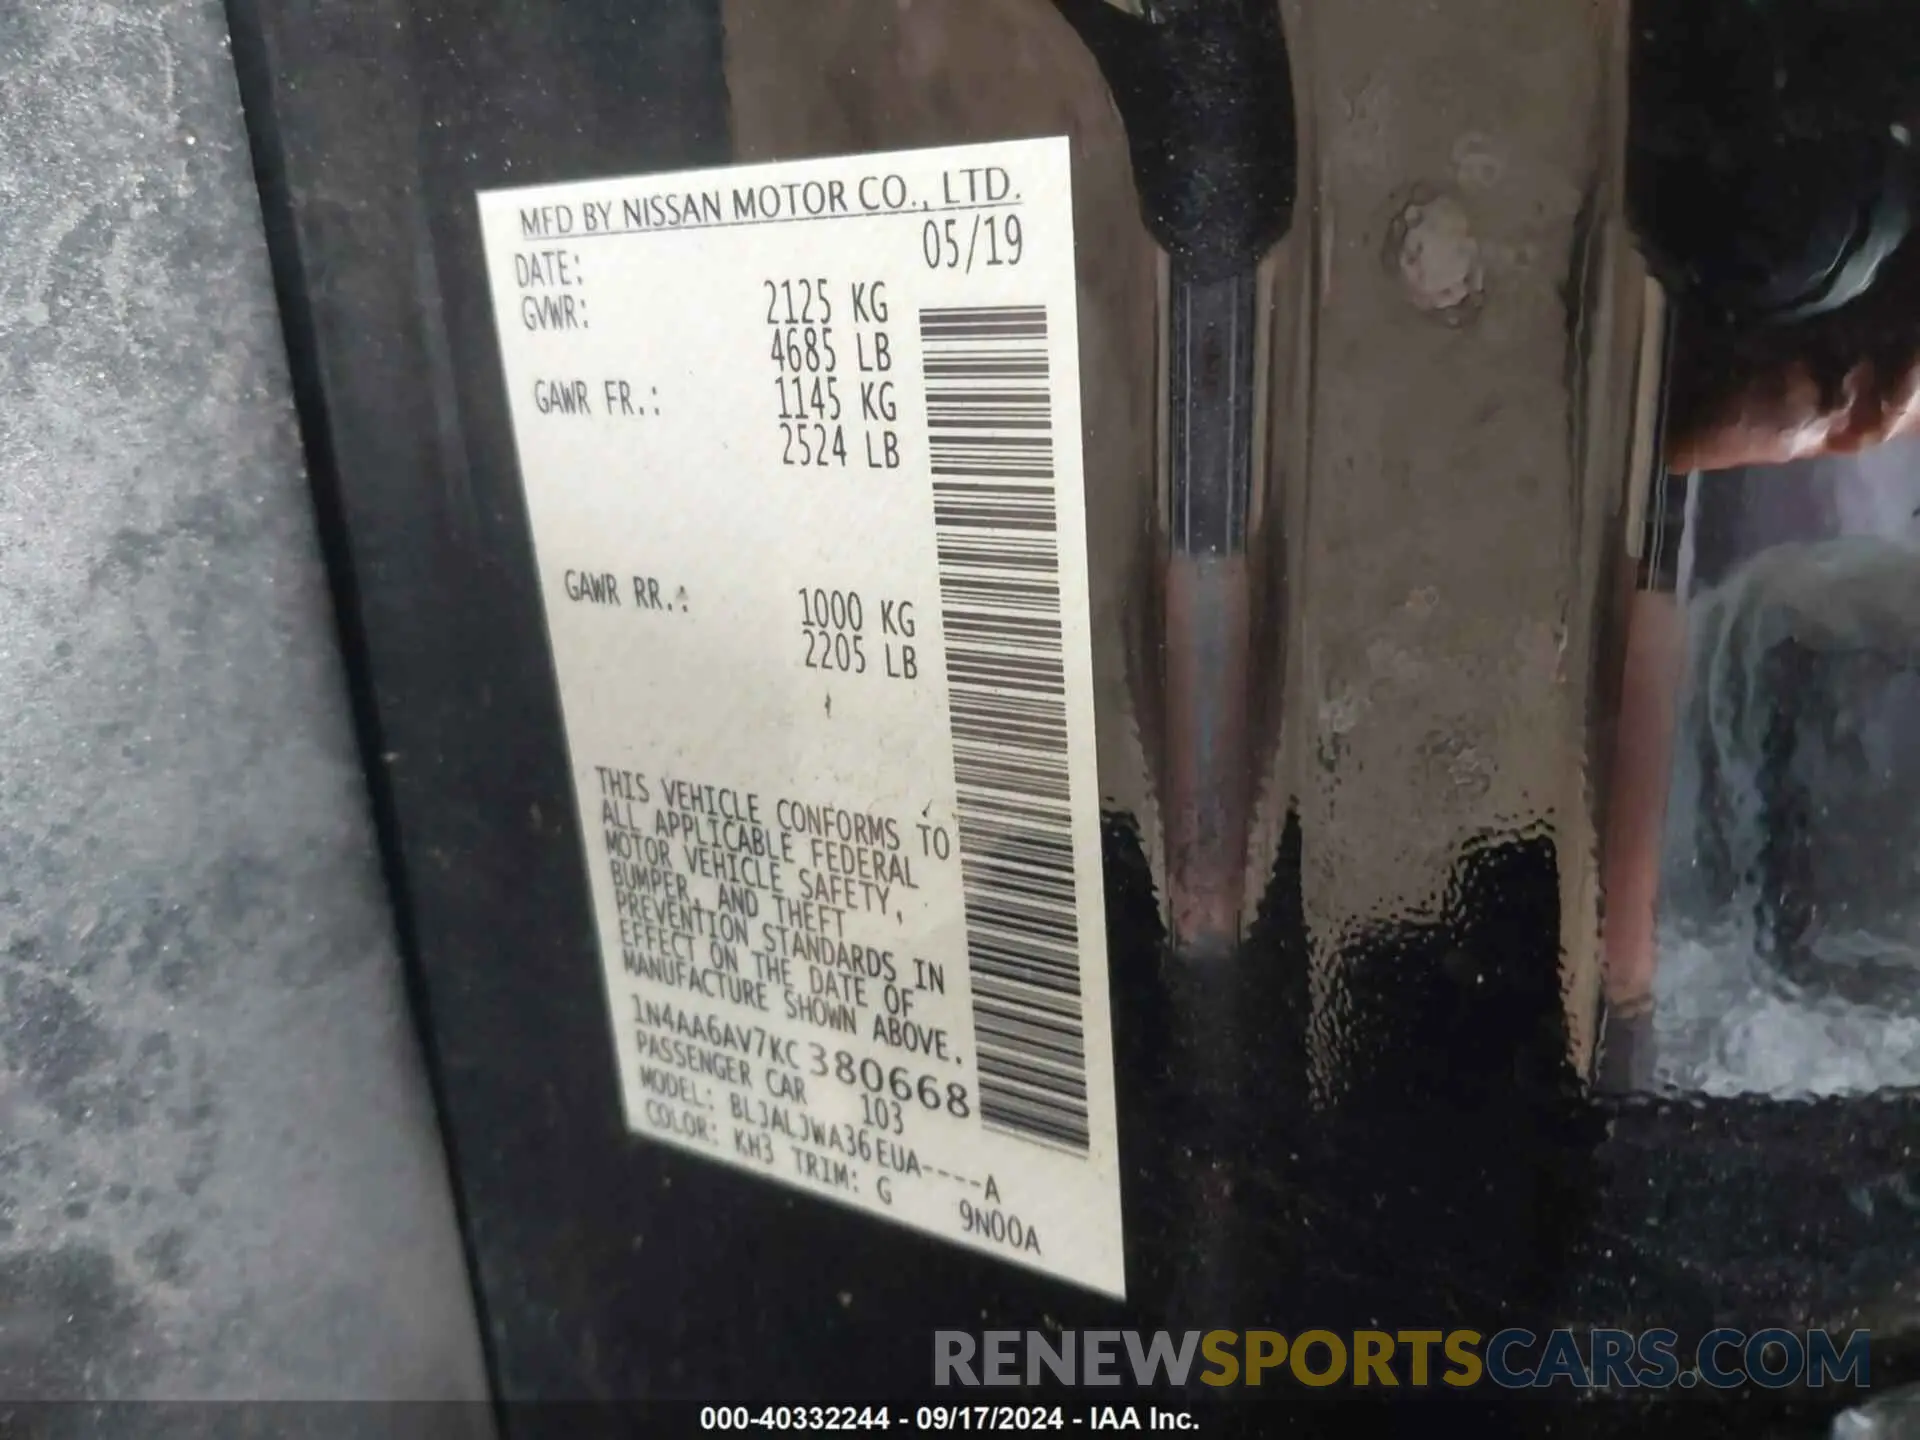 MFD BY NISSAN MOTOR CO., LTD.
DATE: 05/19
GVWR: 2125 KG
4685 LB
GAWR FR.: 1145 KG
2524 LB
GAWR RR.: 1000 KG
2205 LB
THIS VEHICLE CONFORMS TO
ALL APPLICABLE FEDERAL
MOTOR VEHICLE SAFETY,
BUMPER, AND THEFT
PREVENTION STANDARDS IN
EFFECT ON THE DATE OF
MANUFACTURE SHOWN ABOVE.
1N4AA6AV7KC380668
PASSENGER CAR 103
MODEL: BLJALJWA36EUA----A
COLOR: KH3 TRIM: G 9N00A
RENEWSPORTSCARS.COM
000-40332244 - 09/17/2024 - IAA Inc.